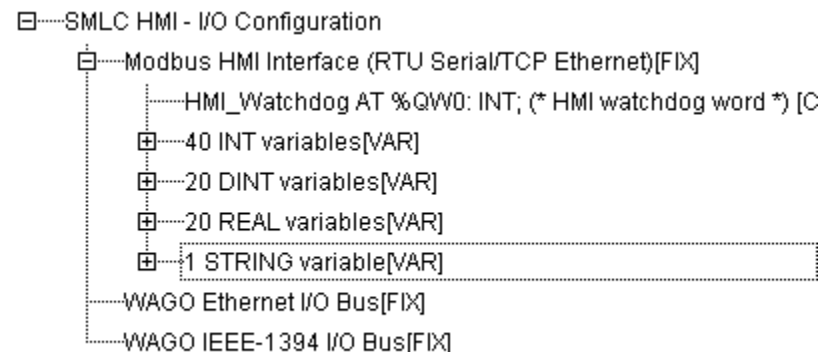 SMLC HMI - I/O Configuration
Modbus HMI Interface (RTU Serial/TCP Ethernet)[FIX]
HMI_Watchdog AT %QW0: INT; (* HMI watchdog word *) [C
40 INT variables[VAR]
20 DINT variables[VAR]
20 REAL variables[VAR]
1 STRING variable[VAR]
WAGO Ethernet I/O Bus[FIX]
WAGO IEEE-1394 I/O Bus[FIX]